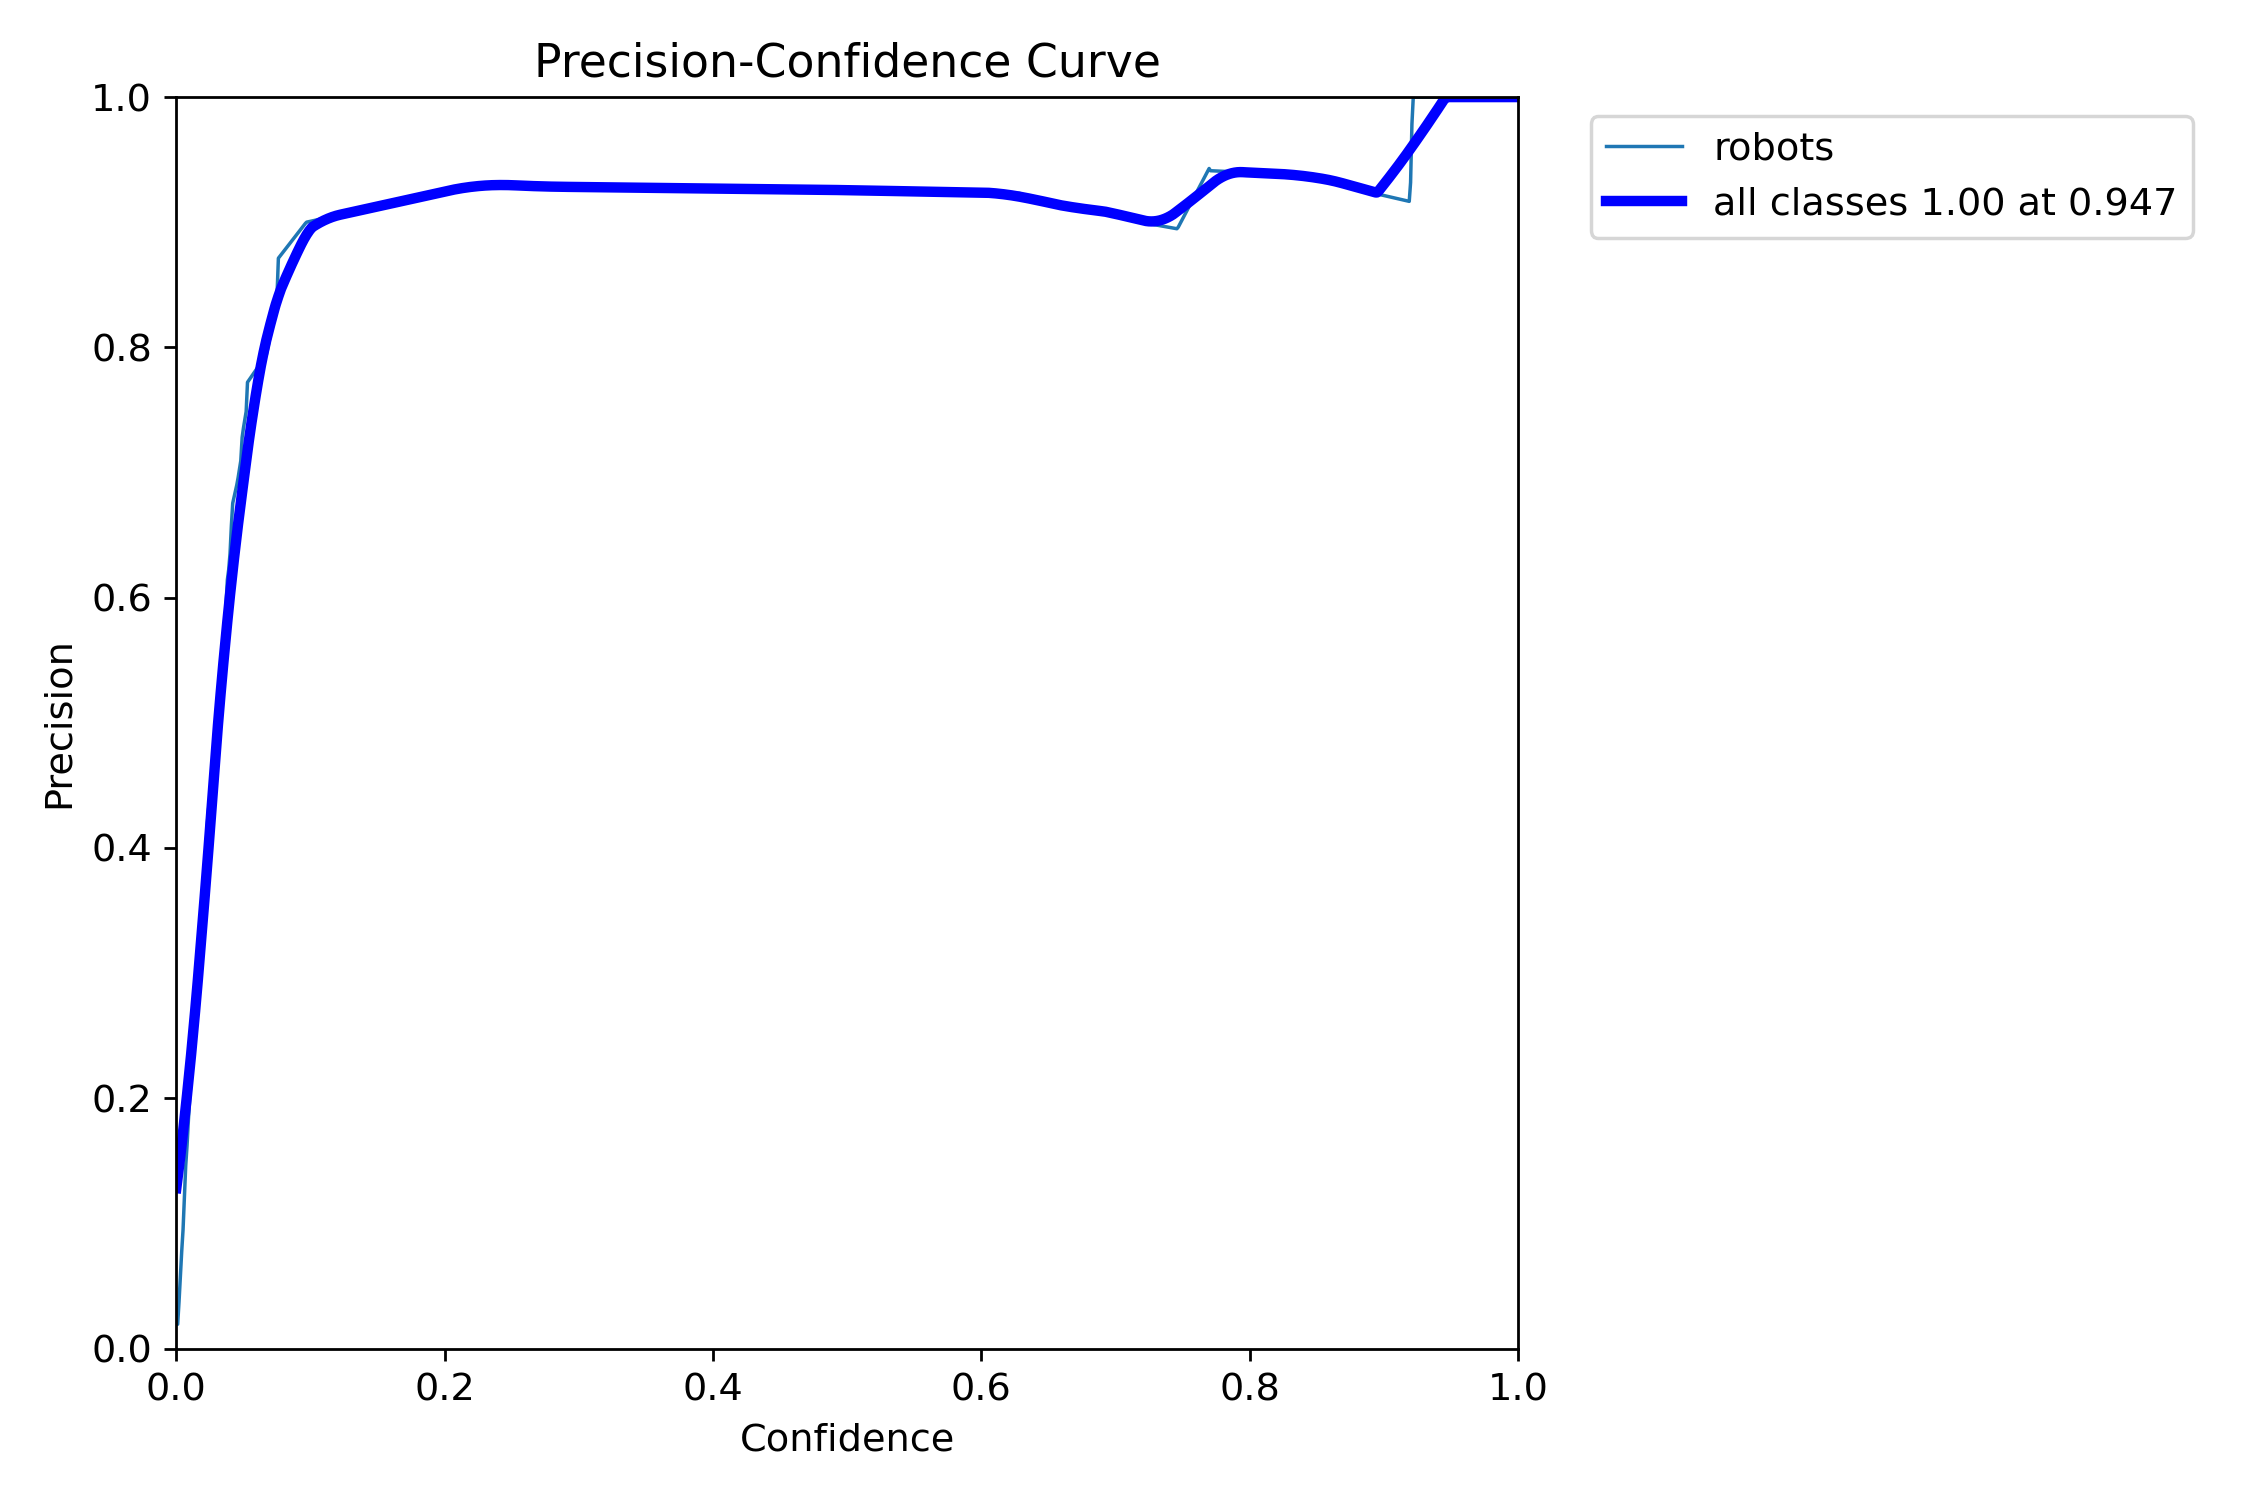 Precision-Confidence Curve
1.0
0.8
0.6
0.4
0.2
0.0
Precision
0.0 0.2 0.4 0.6 0.8 1.0
Confidence
robots
all classes 1.00 at 0.947